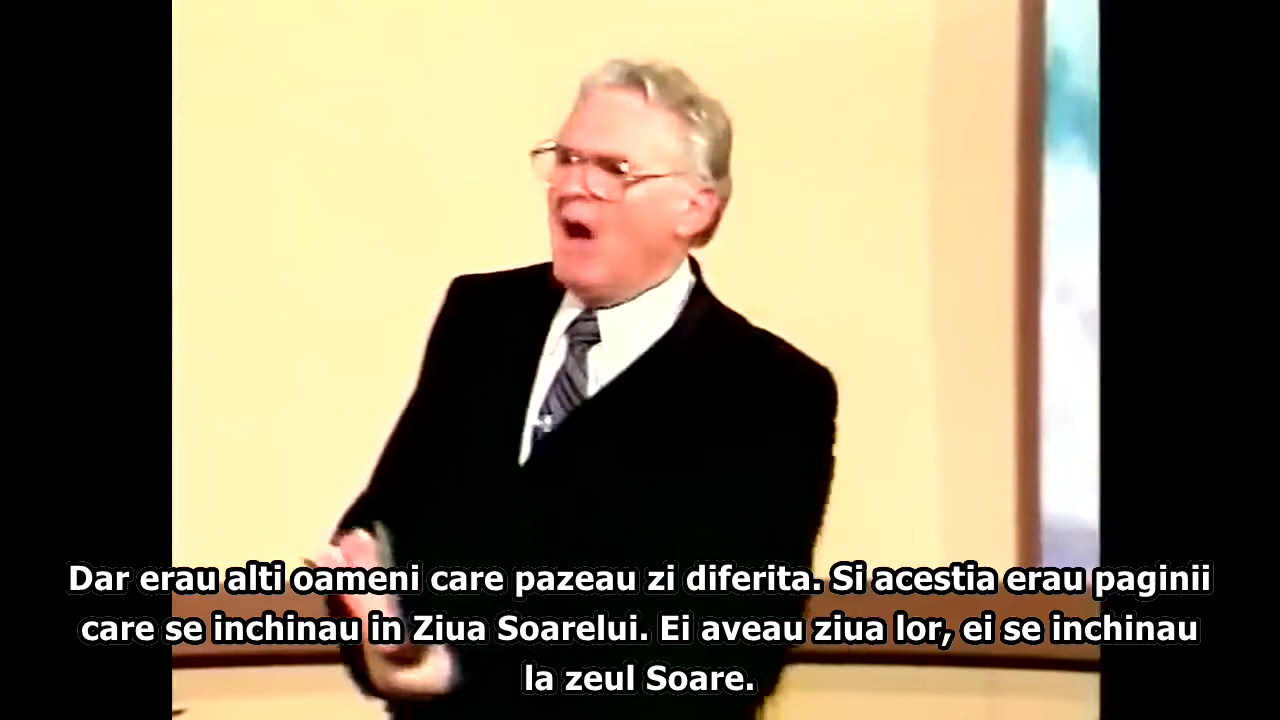 Dar erau alti oameni care pazeau zi diferita. Si acestia erau paginii
care se inchinau in Ziua Soarelui. Ei aveau ziua lor, ei se inchinau
la zeul Soare.